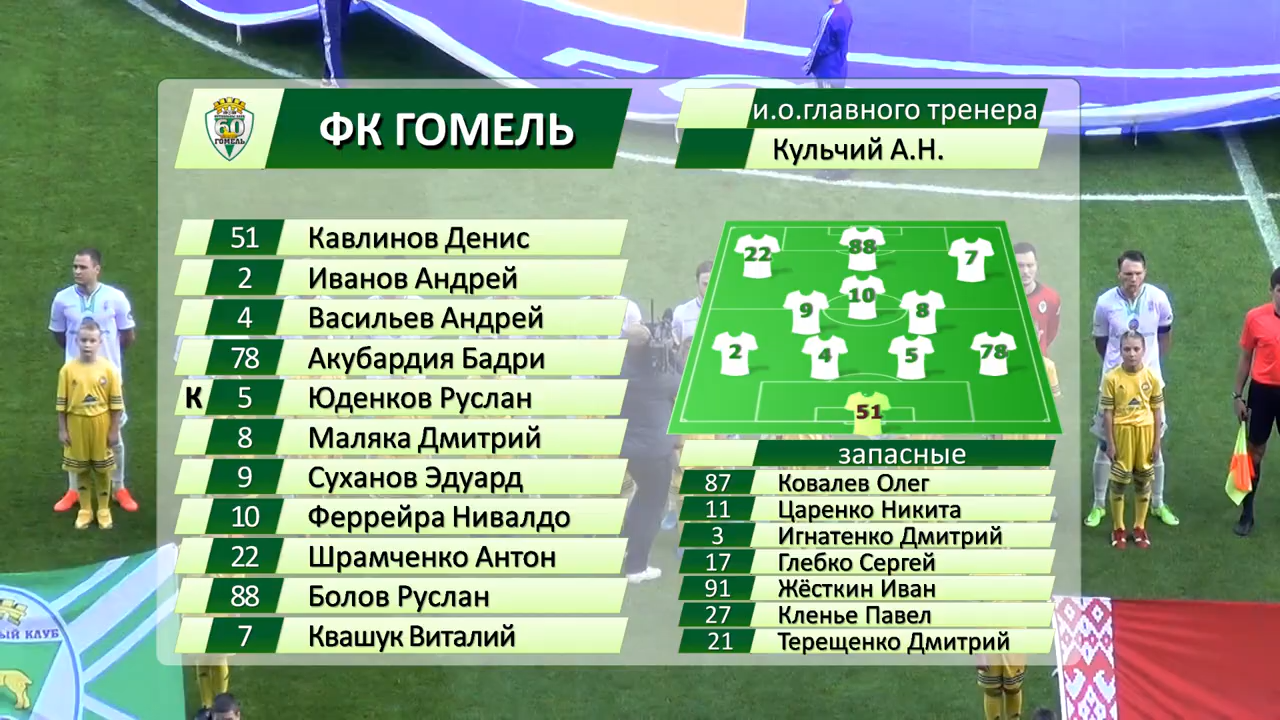 ФК ГОМЕЛЬ
ГОМЕЛЬ
и.о.главного тренера
Кульчий А.Н.
51 Кавлинов Денис
2 Иванов Андрей
4 Васильев Андрей
78 Акубардия Бадри
К 5 Юденков Руслан
8 Маляка Дмитрий
9 Суханов Эдуард
10 Феррейра Нивалдо
22 Шрамченко Антон
88 Болов Руслан
7 Квашук Виталий
22 88 7
10
9 8
2 4 5 78
51
запасные
87 Ковалев Олег
11 Царенко Никита
3 Игнатенко Дмитрий
17 Глебко Сергей
91 Жёсткин Иван
27 Кленье Павел
21 Терещенко Дмитрий
КЛУБ